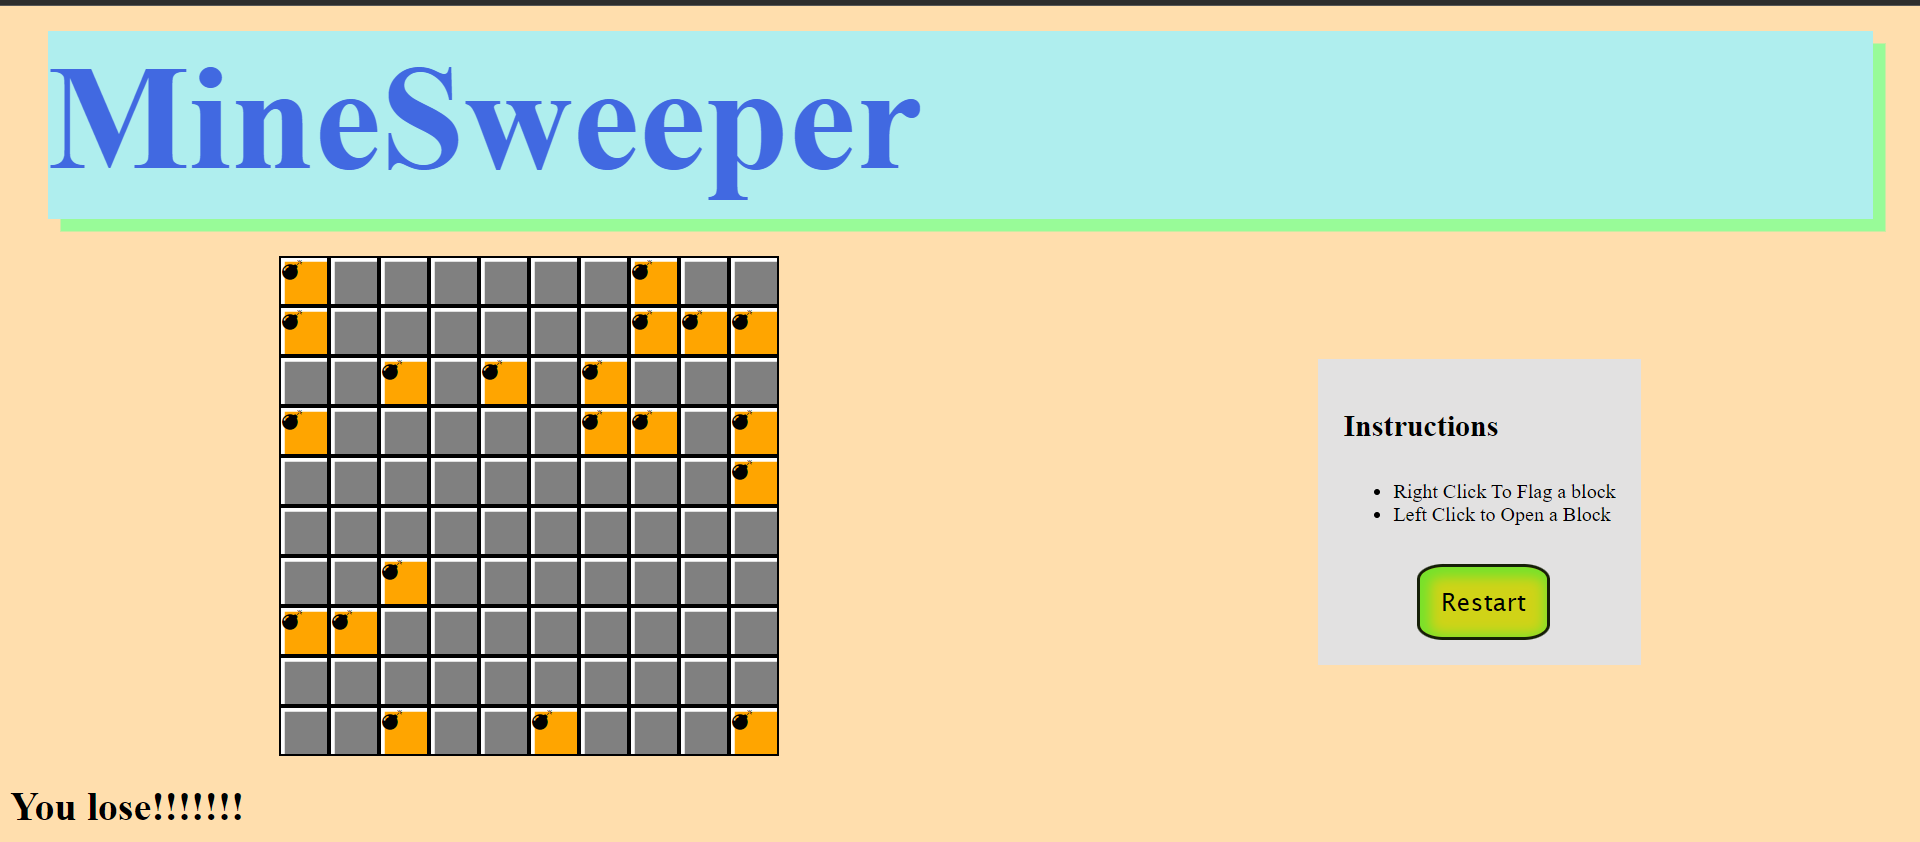 MineSweeper
Instructions
Right Click To Flag a block
Left Click to Open a Block
Restart
You lose!!!!!!!